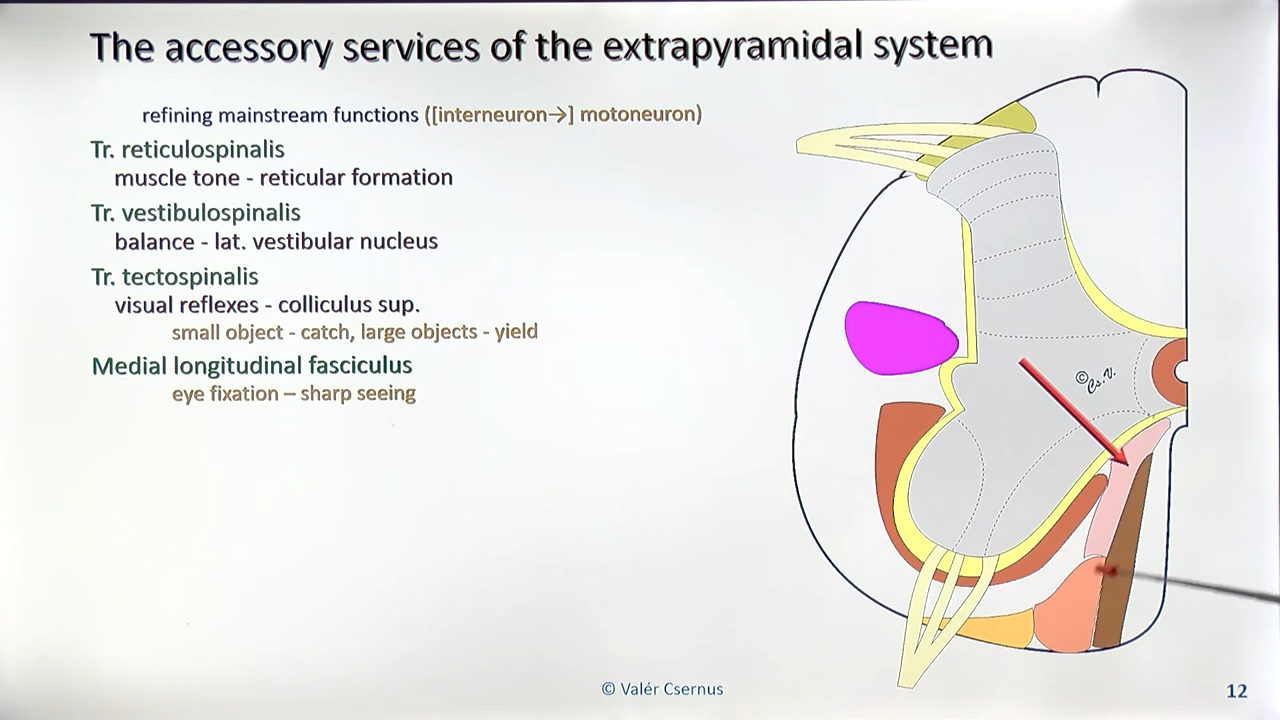 The accessory services of the extrapyramidal system
refining mainstream functions ([interneuron→] motoneuron)
Tr. reticulospinalis
muscle tone - reticular formation
Tr. vestibulospinalis
balance - lat. vestibular nucleus
Tr. tectospinalis
visual reflexes - colliculus sup.
small object - catch, large objects - yield
Medial longitudinal fasciculus
eye fixation – sharp seeing
© Cs.V.
© Valér Csernus
12